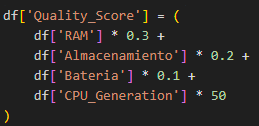 df['Quality_Score'] = (
    df['RAM'] * 0.3 +
    df['Almacenamiento'] * 0.2 +
    df['Bateria'] * 0.1 +
    df['CPU_Generation'] * 50
)